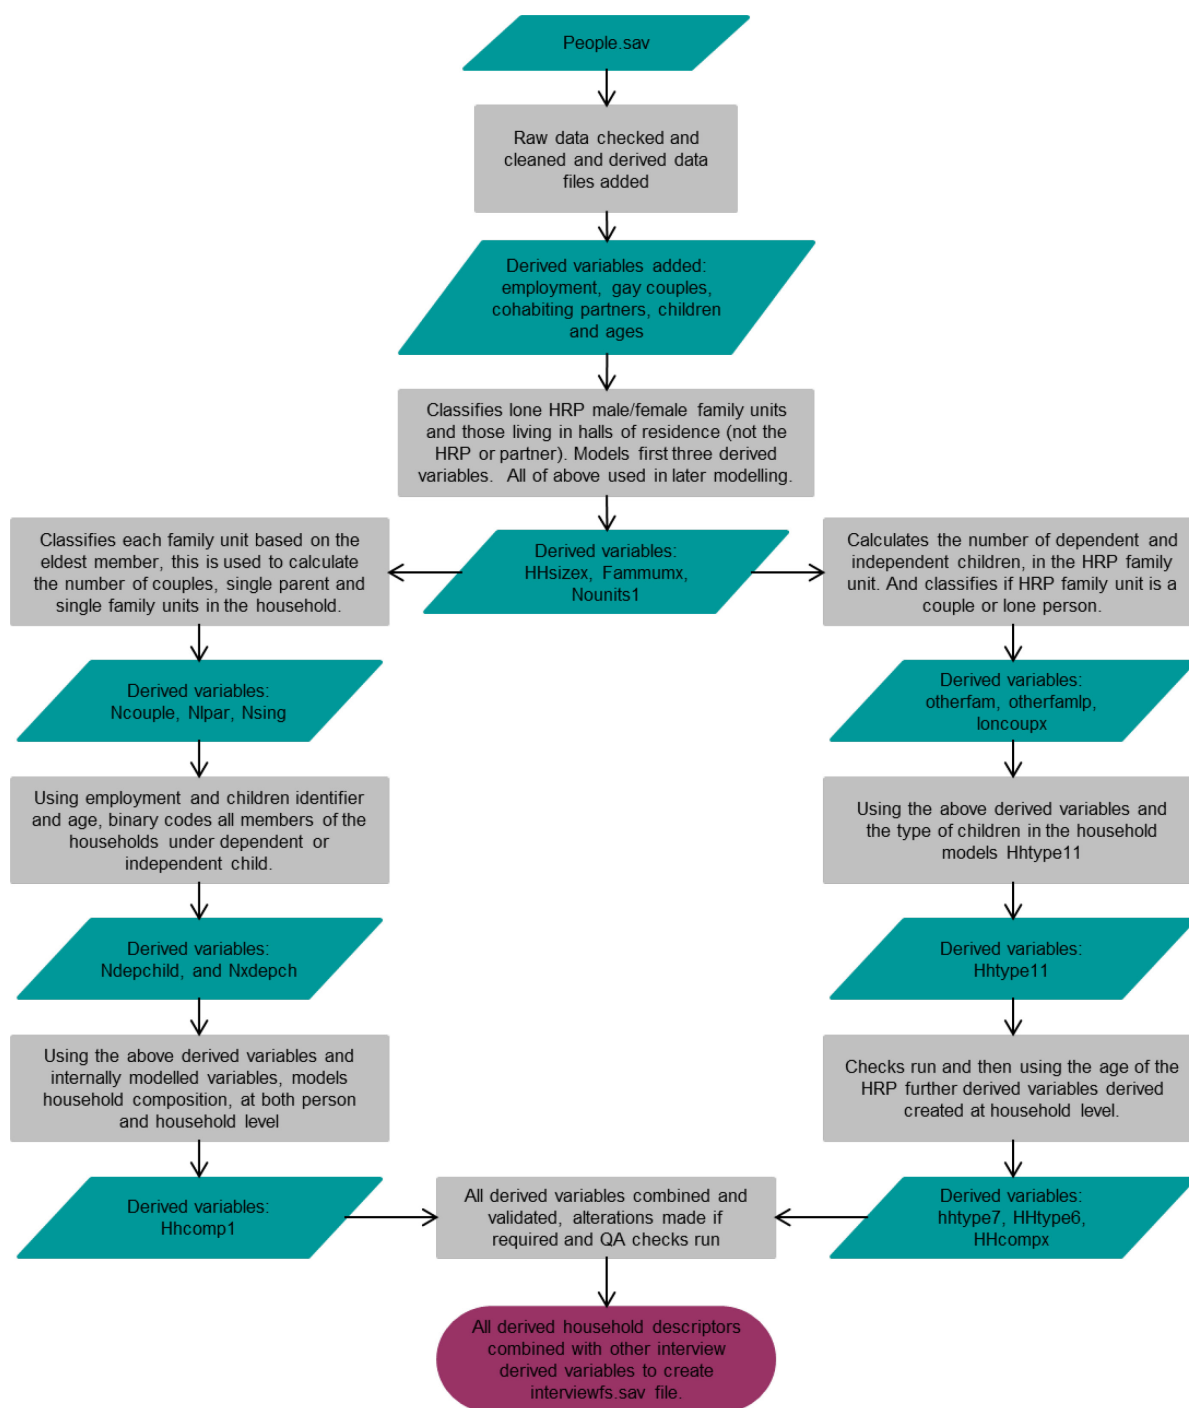 People.sav
Raw data checked and
cleaned and derived data
files added
Derived variables added:
employment, gay couples,
cohabiting partners, children
and ages
Classifies lone HRP male/female family units
and those living in halls of residence (not the
HRP or partner). Models first three derived
variables. All of above used in later modelling.
Derived variables:
HHsizex, Fammumx,
Nounits1
Classifies each family unit based on the
eldest member, this is used to calculate
the number of couples, single parent and
single family units in the household.
Derived variables:
Ncouple, Nlpar, Nsing
Using employment and children identifier
and age, binary codes all members of the
households under dependent or
independent child.
Derived variables:
Ndepchild, and Nxdepch
Using the above derived variables and
internally modelled variables, models
household composition, at both person
and household level
Derived variables:
Hhcomp1
Calculates the number of dependent and
independent children, in the HRP family
unit. And classifies if HRP family unit is a
couple or lone person.
Derived variables:
otherfam, otherfamlp,
loncoupx
Using the above derived variables and
the type of children in the household
models Hhtype11
Derived variables:
Hhtype11
Checks run and then using the age of the
HRP further derived variables derived
created at household level.
Derived variables:
hhtype7, HHtype6,
HHcompx
All derived variables combined and
validated, alterations made if
required and QA checks run
All derived household descriptors
combined with other interview
derived variables to create
interviewfs.sav file.